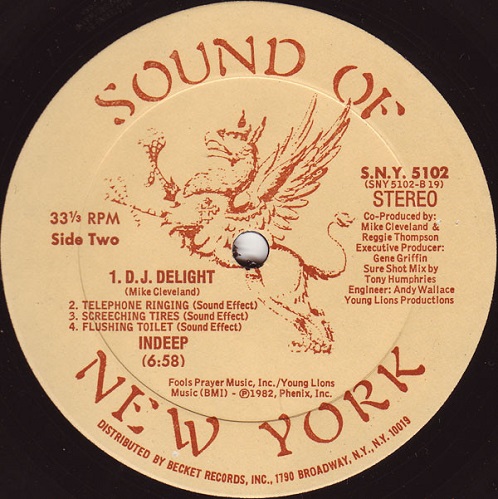 SOUND OF
S.N.Y. 5102
(SNY 5102-B 19)
STEREO
33⅓ RPM
Side Two
Co-Produced by:
Mike Cleveland &
Reggie Thompson
Executive Producer:
Gene Griffin
Sure Shot Mix by
Tony Humphries
Engineer: Andy Wallace
Young Lions Productions
1. D.J. DELIGHT
(Mike Cleveland)
2. TELEPHONE RINGING (Sound Effect)
3. SCREECHING TIRES (Sound Effect)
4. FLUSHING TOILET (Sound Effect)
INDEEP
(6:58)
Fools Prayer Music, Inc./Young Lions
Music (BMI) - ℗1982, Phenix, Inc.
NEW YORK
DISTRIBUTED BY BECKET RECORDS, INC., 1790 BROADWAY, N.Y., N.Y. 10019